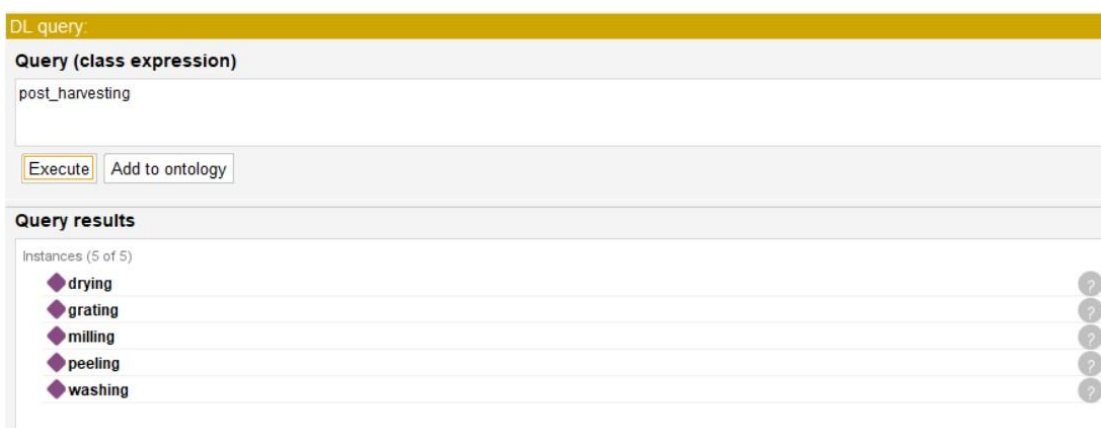 DL query:
Query (class expression)
post_harvesting
Execute Add to ontology
Query results
Instances (5 of 5)
drying ?
grating ?
milling ?
peeling ?
washing ?